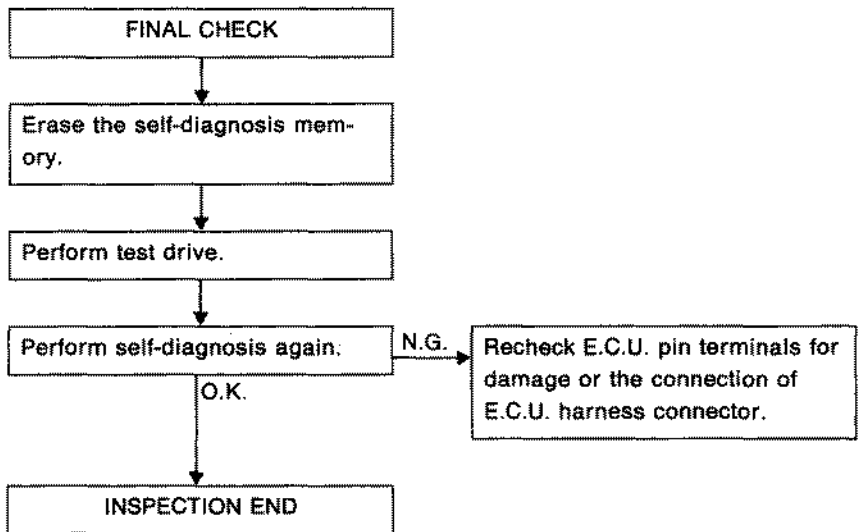 FINAL CHECK
Erase the self-diagnosis mem-
ory.
Perform test drive.
Perform self-diagnosis again.
N.G.
Recheck E.C.U. pin terminals for
damage or the connection of
E.C.U. harness connector.
O.K.
INSPECTION END